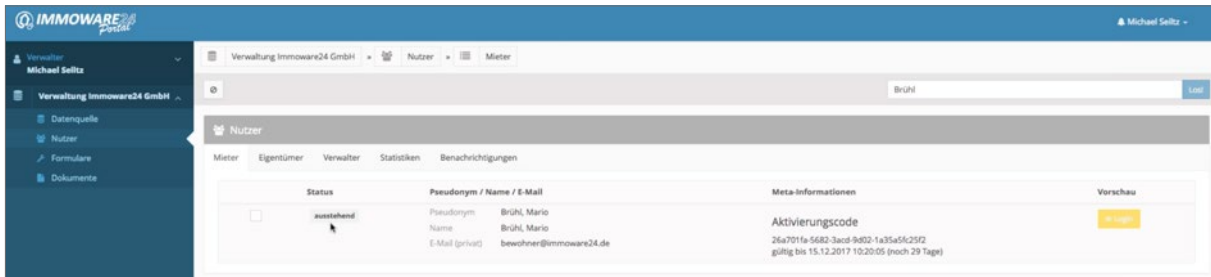 IMMOWARE24
Portal
Michael Seiltz
Verwalter
Michael Seiltz
Verwaltung Immoware24 GmbH » Nutzer » Mieter
Verwaltung Immoware24 GmbH
Brühl
Los!
Datenquelle
Nutzer
Formulare
Dokumente
Nutzer
Mieter Eigentümer Verwalter Statistiken Benachrichtigungen
Status Pseudonym / Name / E-Mail Meta-Informationen Vorschau
ausstehend
Pseudonym Brühl, Mario
Name Brühl, Mario
E-Mail (privat) bewohner@immoware24.de
Aktivierungscode
26a701fa-5682-3acd-9d02-1a35a5fc25f2
gültig bis 15.12.2017 10:20:05 (noch 29 Tage)
Login